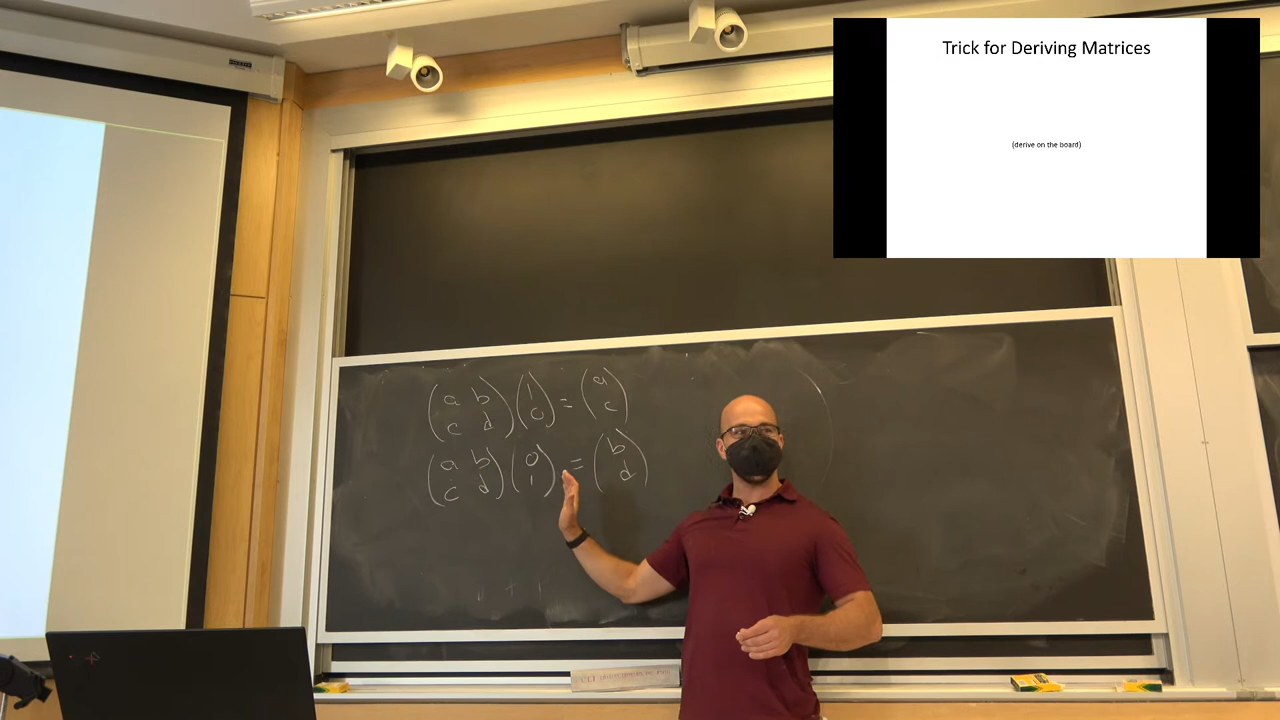 Trick for Deriving Matrices
(derive on the board)
(a b
c d)(1
0)=(a
c)
(a b
c d)(0
1)=(b
d)